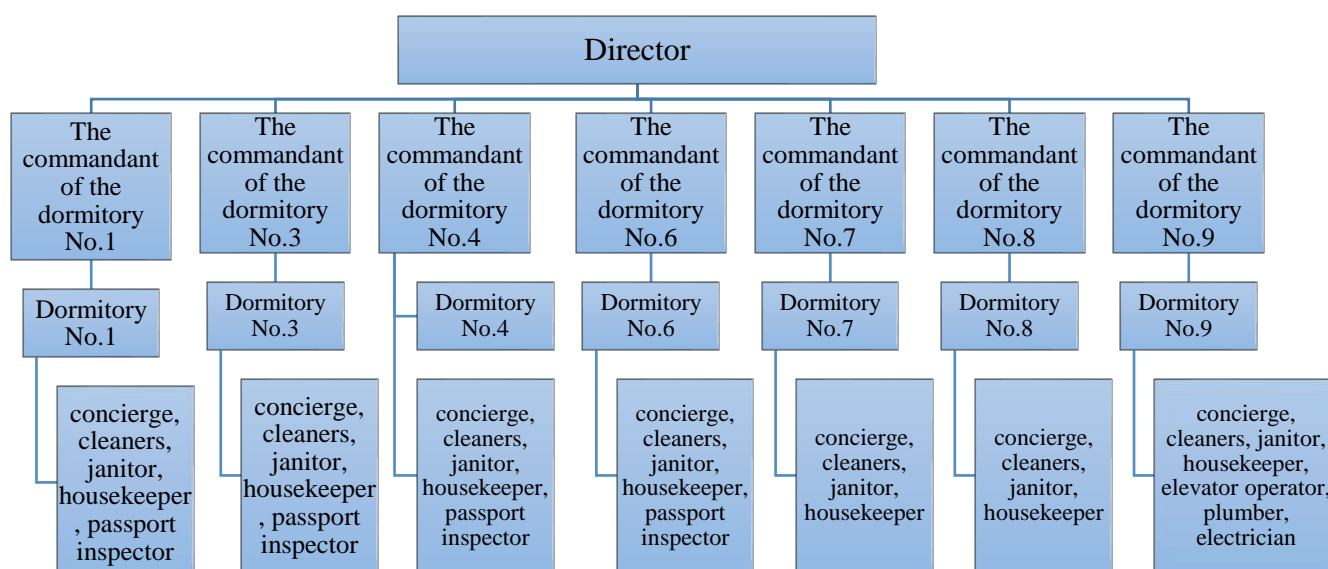 Director
The
commandant
of the
dormitory
No.1
The
commandant
of the
dormitory
No.3
The
commandant
of the
dormitory
No.4
The
commandant
of the
dormitory
No.6
The
commandant
of the
dormitory
No.7
The
commandant
of the
dormitory
No.8
The
commandant
of the
dormitory
No.9
Dormitory
No.1
Dormitory
No.3
Dormitory
No.4
Dormitory
No.6
Dormitory
No.7
Dormitory
No.8
Dormitory
No.9
concierge,
cleaners,
janitor,
housekeeper
, passport
inspector
concierge,
cleaners,
janitor,
housekeeper
, passport
inspector
concierge,
cleaners,
janitor,
housekeeper,
passport
inspector
concierge,
cleaners,
janitor,
housekeeper,
passport
inspector
concierge,
cleaners,
janitor,
housekeeper
concierge,
cleaners,
janitor,
housekeeper
concierge,
cleaners, janitor,
housekeeper,
elevator operator,
plumber,
electrician